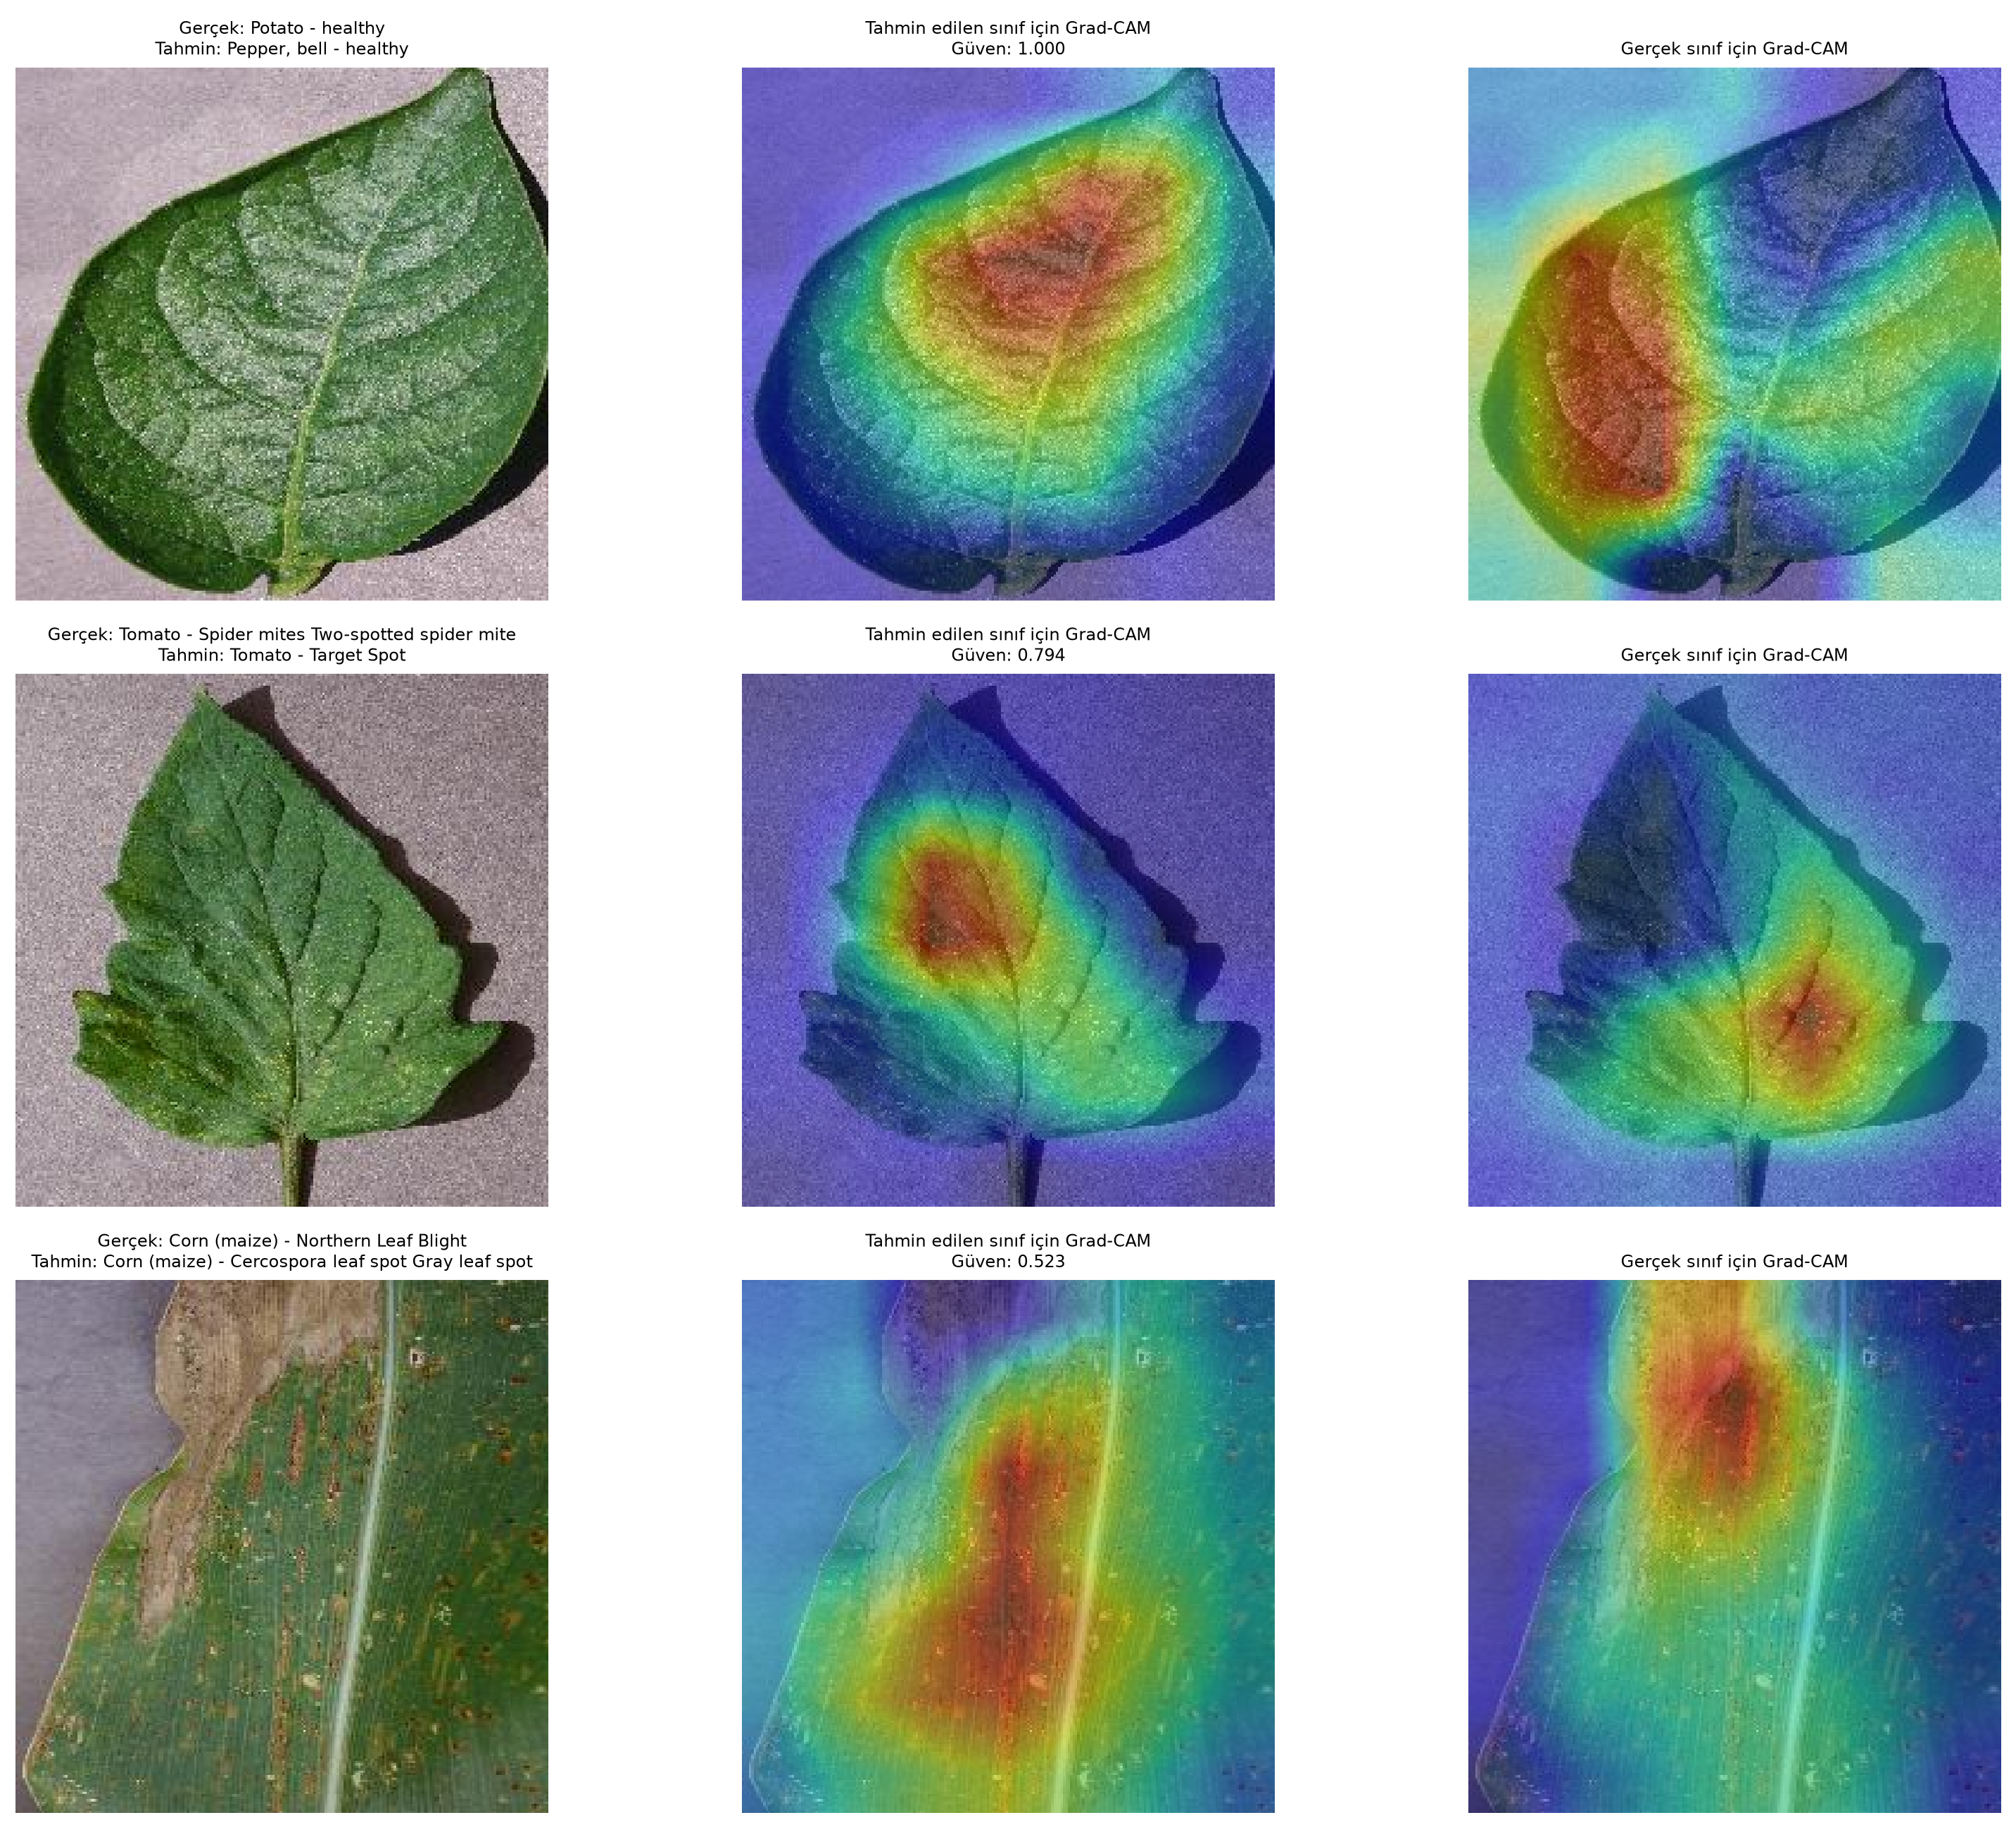 Gerçek: Potato - healthy
Tahmin: Pepper, bell - healthy
Tahmin edilen sınıf için Grad-CAM
Güven: 1.000
Gerçek sınıf için Grad-CAM
Gerçek: Tomato - Spider mites Two-spotted spider mite
Tahmin: Tomato - Target Spot
Tahmin edilen sınıf için Grad-CAM
Güven: 0.794
Gerçek sınıf için Grad-CAM
Gerçek: Corn (maize) - Northern Leaf Blight
Tahmin: Corn (maize) - Cercospora leaf spot Gray leaf spot
Tahmin edilen sınıf için Grad-CAM
Güven: 0.523
Gerçek sınıf için Grad-CAM